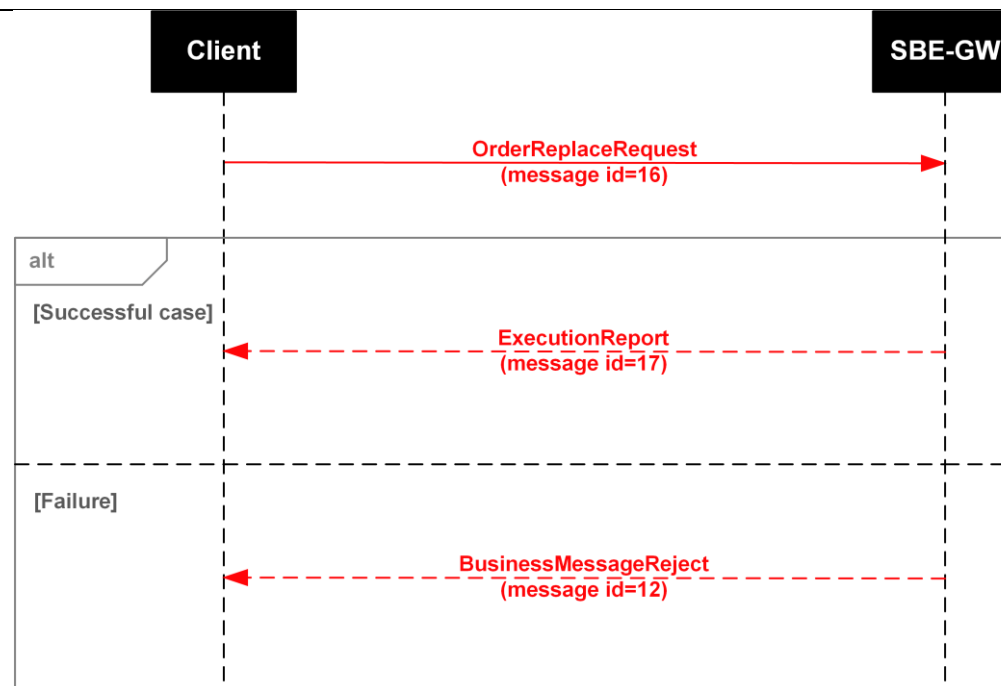 Client
SBE-GW
OrderReplaceRequest
(message id=16)
alt
[Successful case]
ExecutionReport
(message id=17)
[Failure]
BusinessMessageReject
(message id=12)